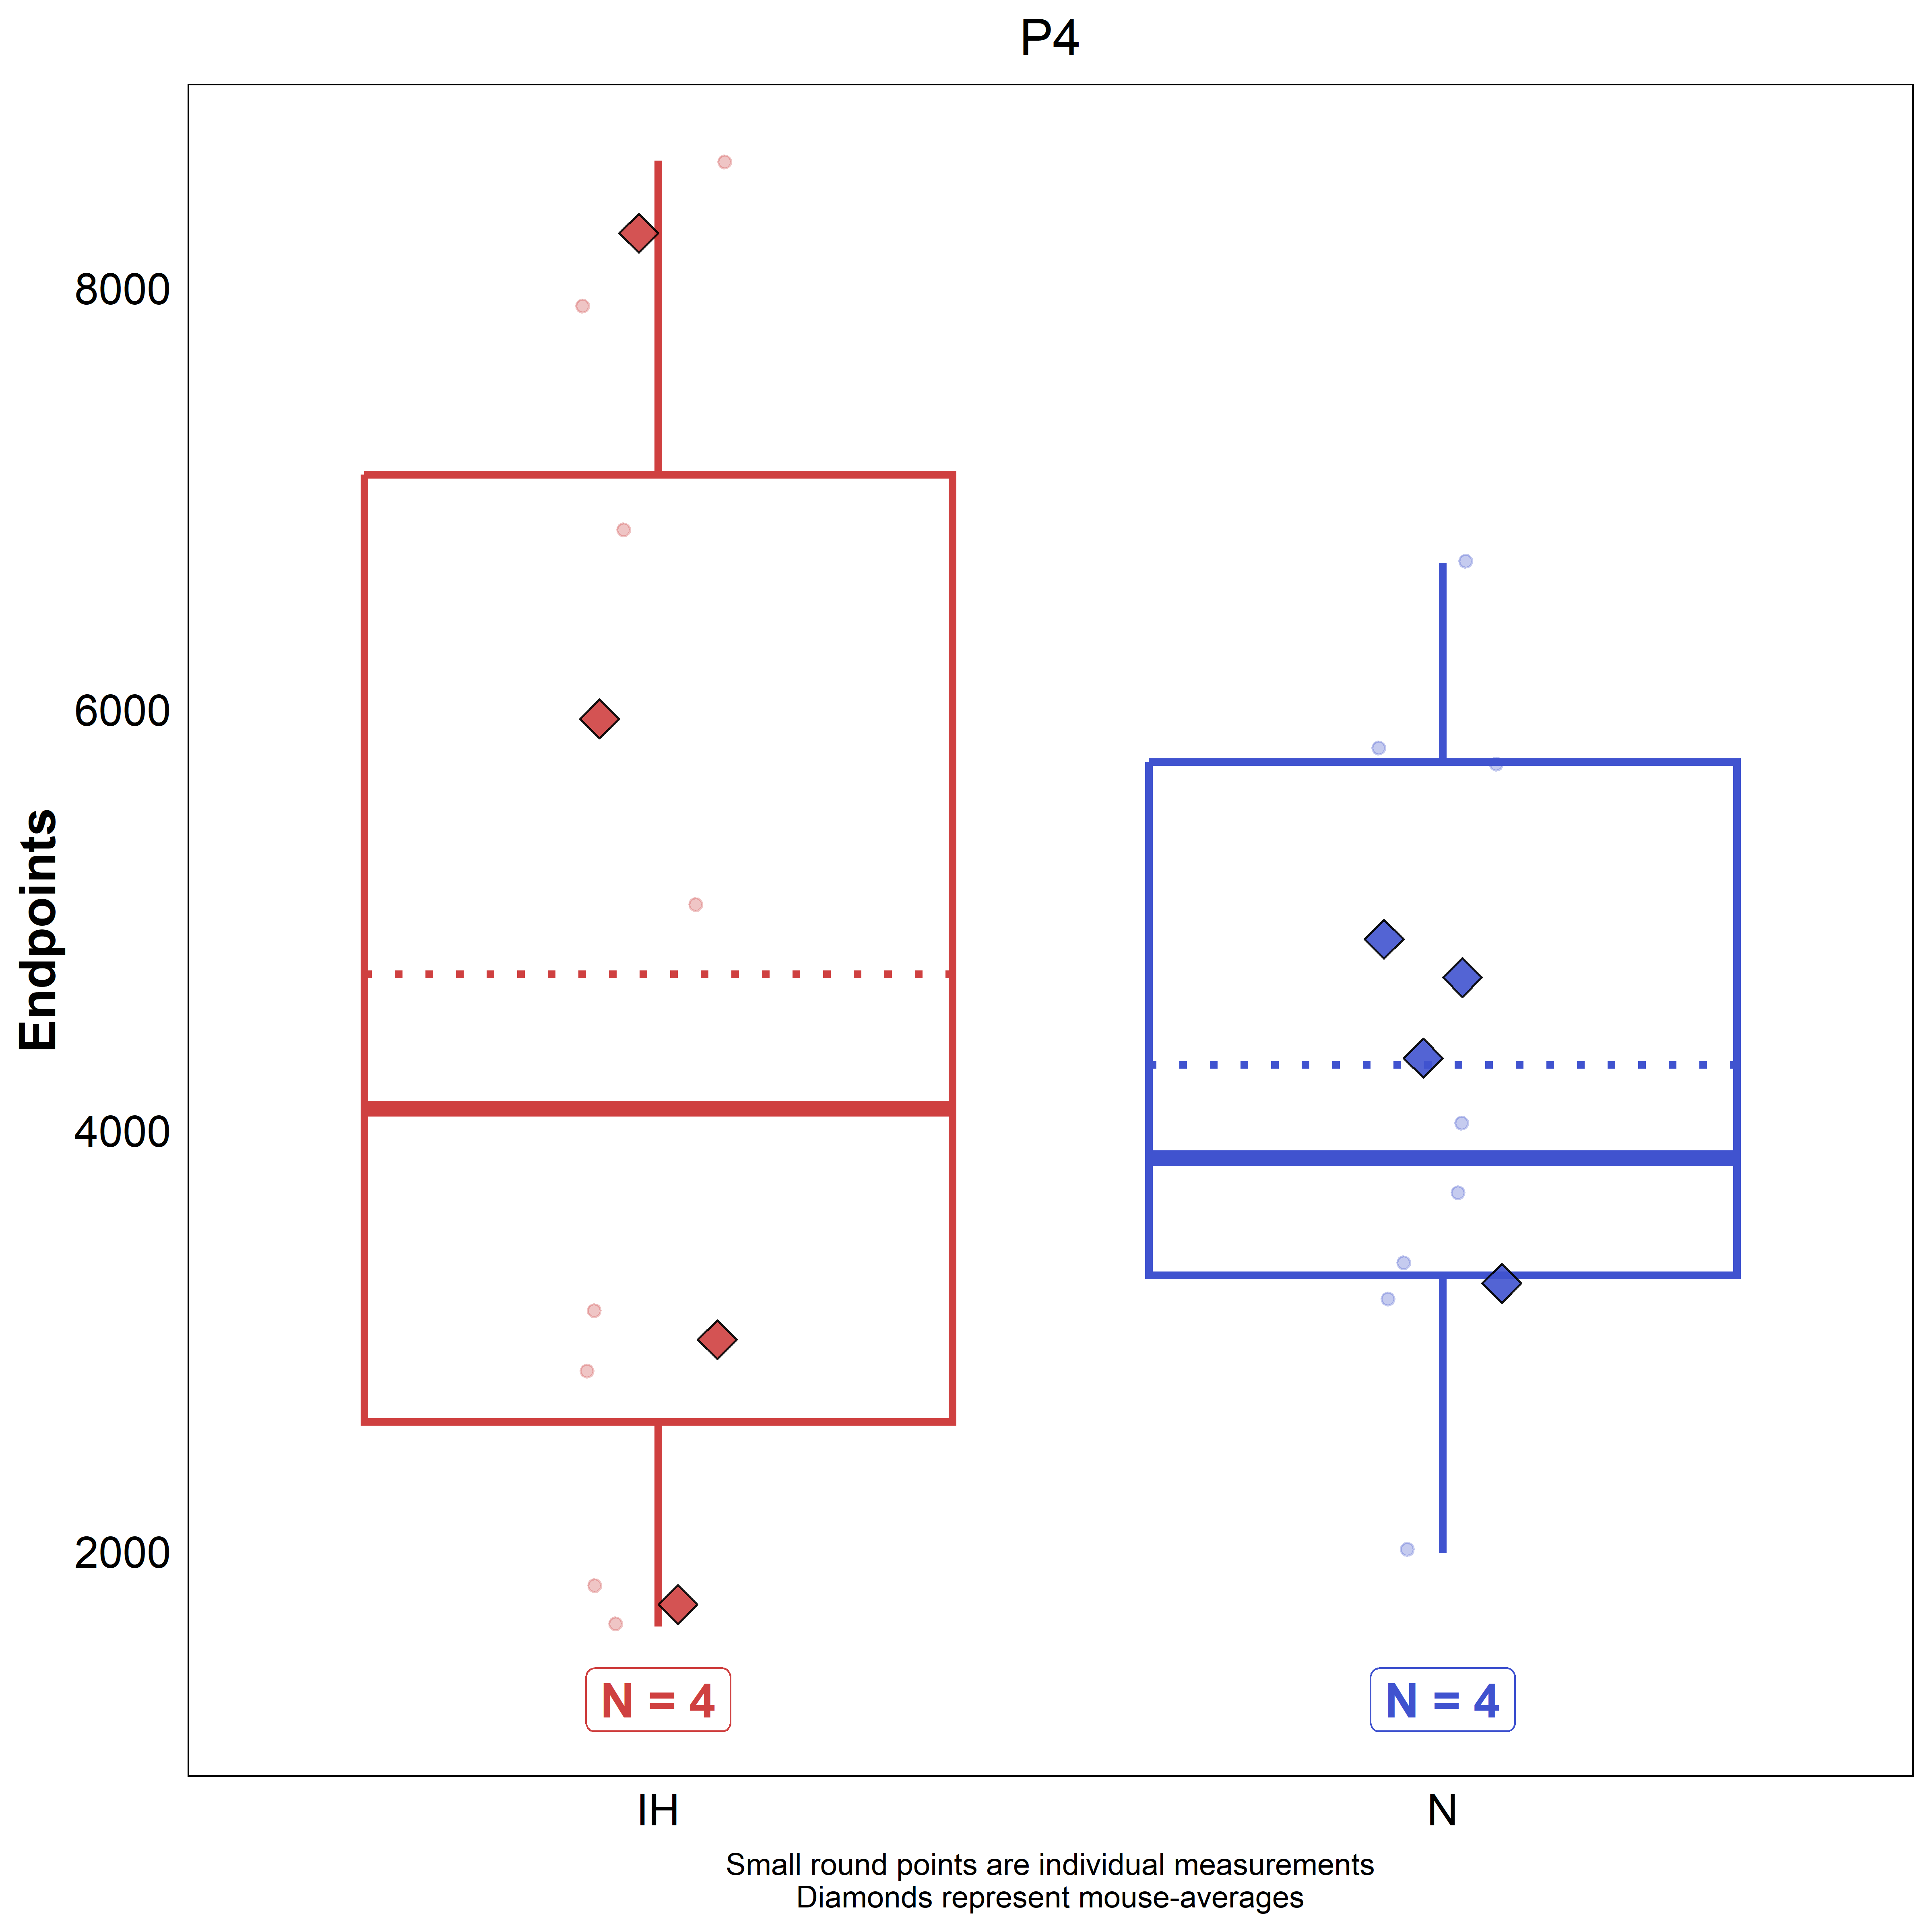 P4
Endpoints
8000
6000
4000
2000
N = 4
N = 4
IH
N
Small round points are individual measurements
Diamonds represent mouse-averages